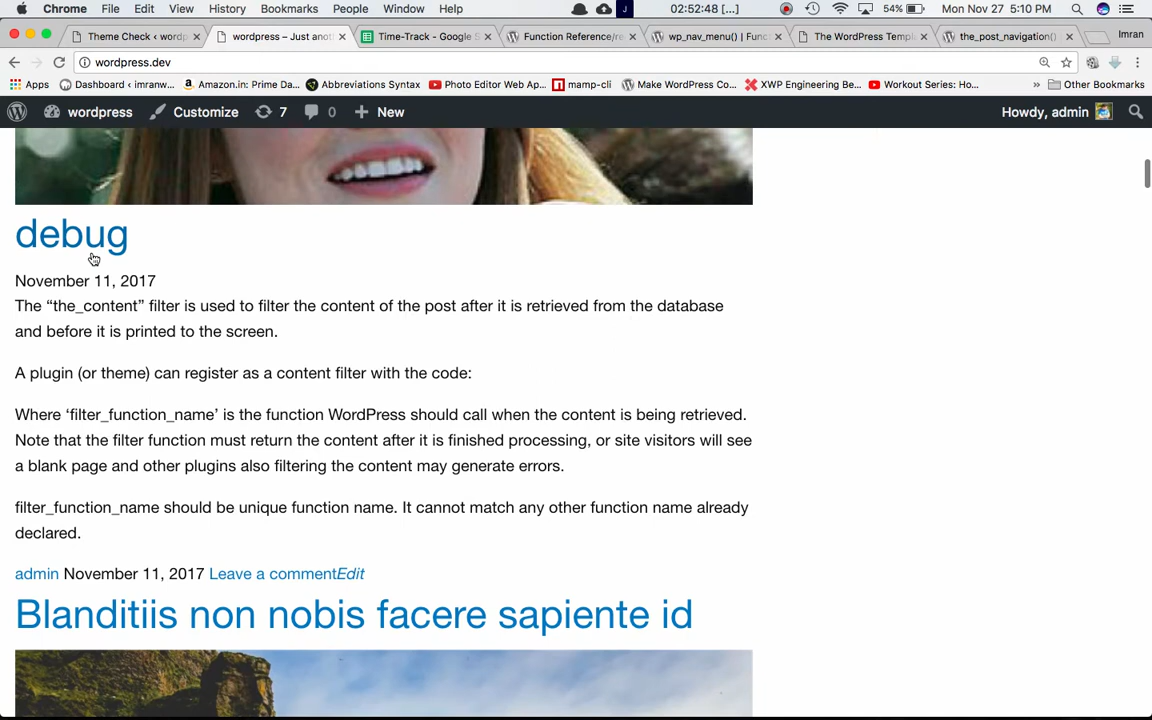 Chrome File Edit View History Bookmarks People Window Help 02:52:48 [...] 54% Mon Nov 27 5:10 PM
Theme Check ‹ wordp wordpress – Just anot Time-Track - Google S Function Reference/re wp_nav_menu() | Func The WordPress Templ the_post_navigation() Imran
wordpress.dev
Apps Dashboard ‹ imranw... Amazon.in: Prime Da... Abbreviations Syntax Photo Editor Web Ap... mamp-cli Make WordPress Co... XWP Engineering Be... Workout Series: Ho... » Other Bookmarks
wordpress Customize 7 0 New Howdy, admin
debug
November 11, 2017
The “the_content” filter is used to filter the content of the post after it is retrieved from the database
and before it is printed to the screen.
A plugin (or theme) can register as a content filter with the code:
Where ‘filter_function_name’ is the function WordPress should call when the content is being retrieved.
Note that the filter function must return the content after it is finished processing, or site visitors will see
a blank page and other plugins also filtering the content may generate errors.
filter_function_name should be unique function name. It cannot match any other function name already
declared.
admin November 11, 2017 Leave a commentEdit
Blanditiis non nobis facere sapiente id